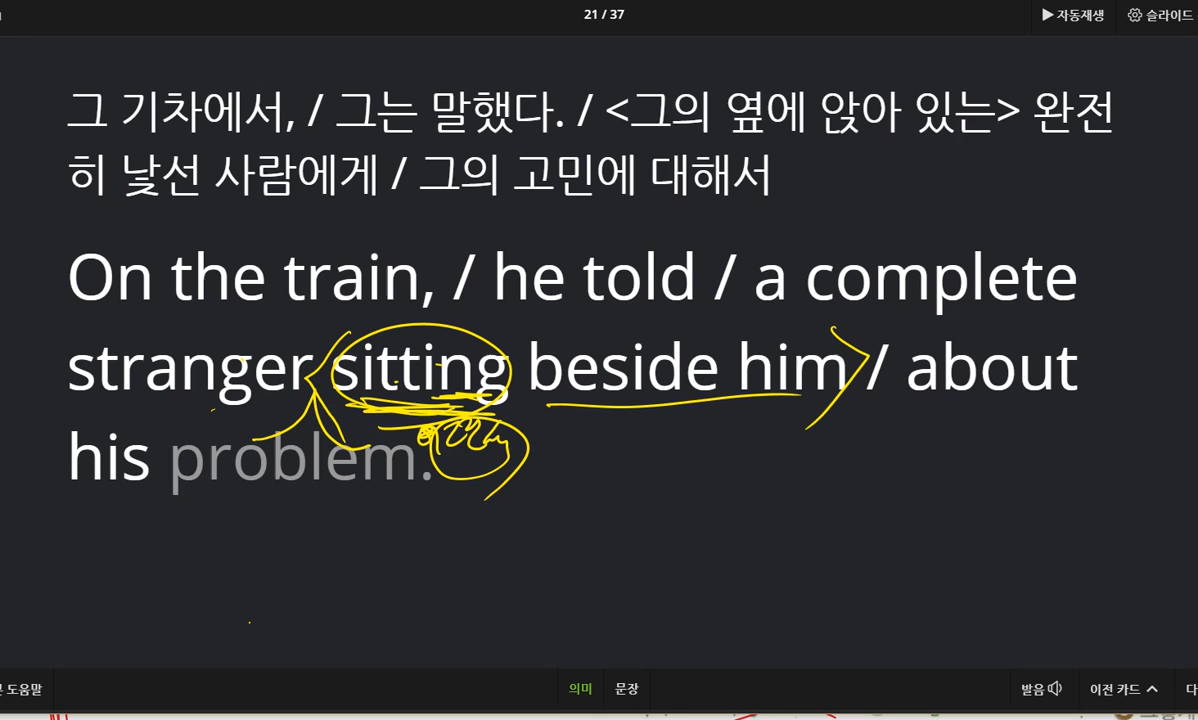 21 / 37
▶ 자동재생
슬라이드
그 기차에서, / 그는 말했다. / <그의 옆에 앉아 있는> 완전
히 낯선 사람에게 / 그의 고민에 대해서
On the train, / he told / a complete
stranger sitting beside him / about
his problem.
도움말
의미
문장
발음
이전 카드